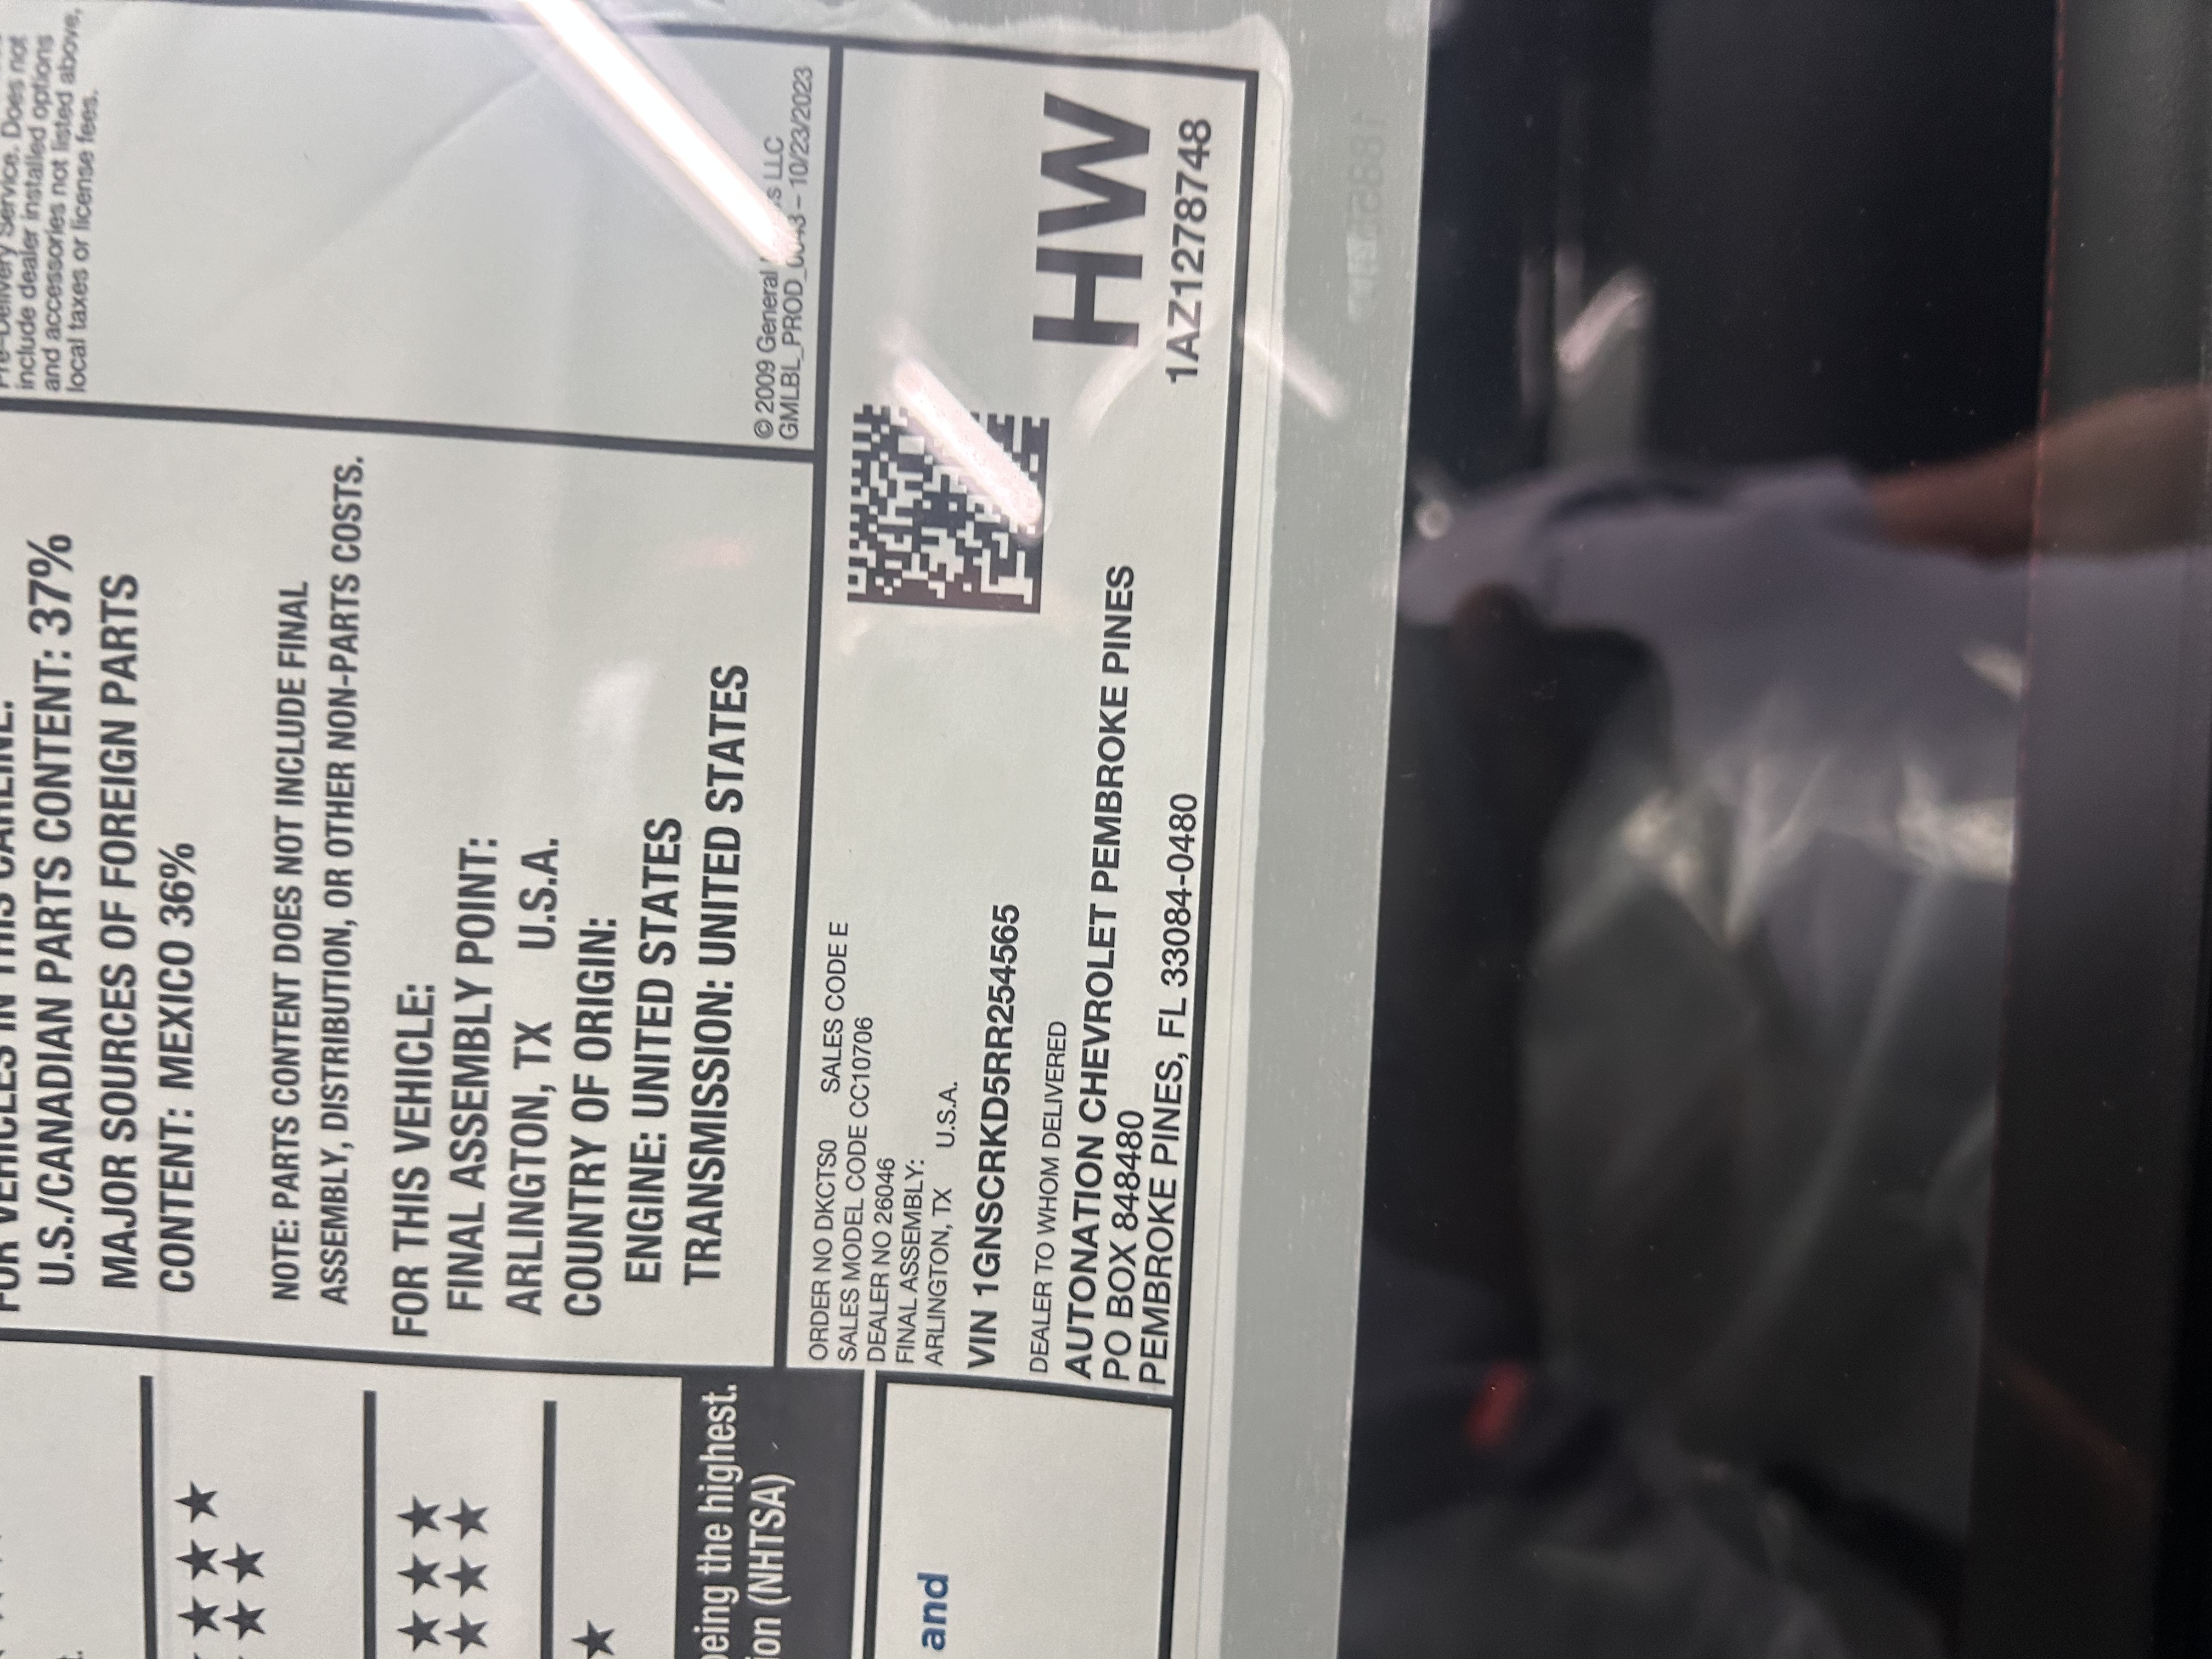 Pre-Delivery Service. Does not
include dealer installed options
and accessories not listed above,
local taxes or license fees.
U.S./CANADIAN PARTS CONTENT: 37%
MAJOR SOURCES OF FOREIGN PARTS
CONTENT: MEXICO 36%
NOTE: PARTS CONTENT DOES NOT INCLUDE FINAL
ASSEMBLY, DISTRIBUTION, OR OTHER NON-PARTS COSTS.
FOR THIS VEHICLE:
FINAL ASSEMBLY POINT:
ARLINGTON, TX U.S.A.
COUNTRY OF ORIGIN:
ENGINE: UNITED STATES
TRANSMISSION: UNITED STATES
© 2009 General LLC
– 10/23/2023
being the highest.
(NHTSA)
and
ORDER NO DKCTS0 SALES CODE E
SALES MODEL CODE CC10706
DEALER NO 26046
FINAL ASSEMBLY:
ARLINGTON, TX U.S.A.
VIN 1GNSCRKD5RR254565
DEALER TO WHOM DELIVERED
AUTONATION CHEVROLET PEMBROKE PINES
PO BOX 848480
PEMBROKE PINES, FL 33084-0480
HW
1AZ1278748